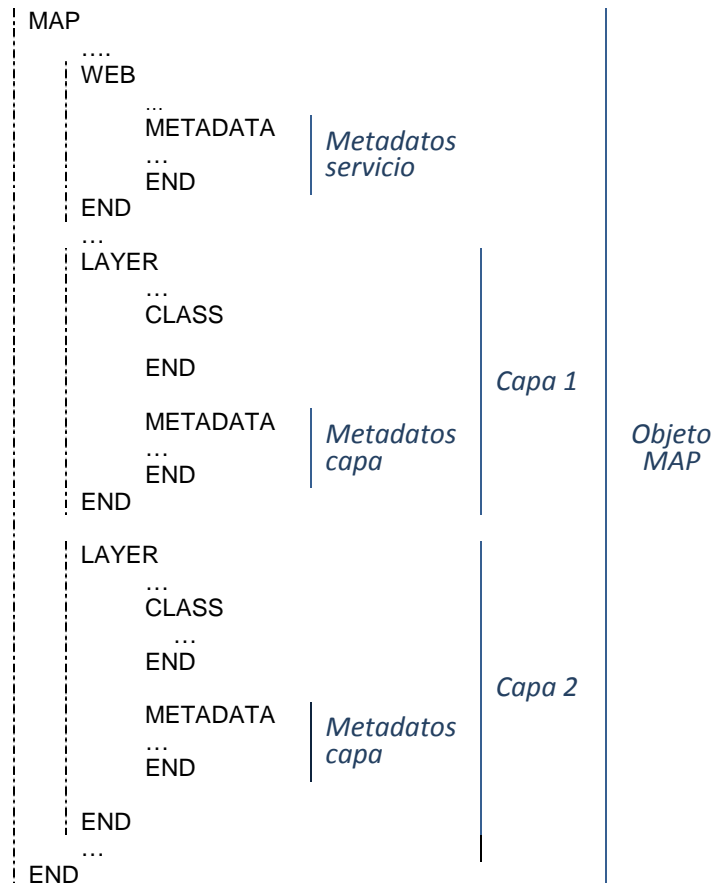 MAP
….
WEB
...
METADATA
…
END
Metadatos
servicio
END
…
LAYER
…
CLASS
END
Capa 1
METADATA
…
END
Metadatos
capa
Objeto
MAP
END
LAYER
…
CLASS
…
END
Capa 2
METADATA
…
END
Metadatos
capa
END
…
END